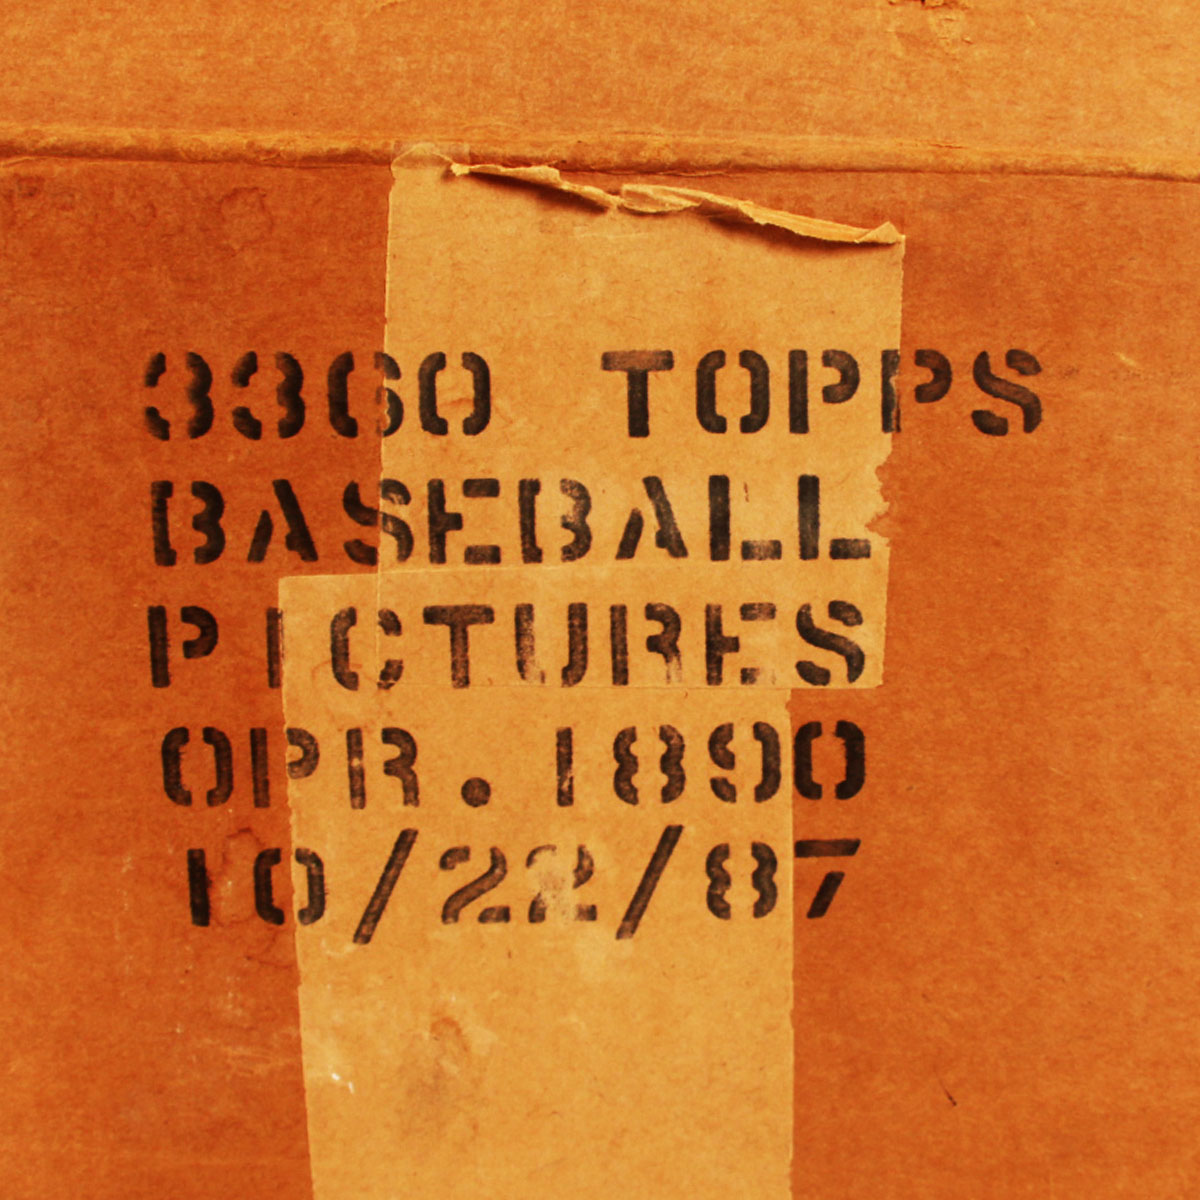 3360 TOPPS
BASEBALL
PICTURES
OPR. 1890
10/22/87